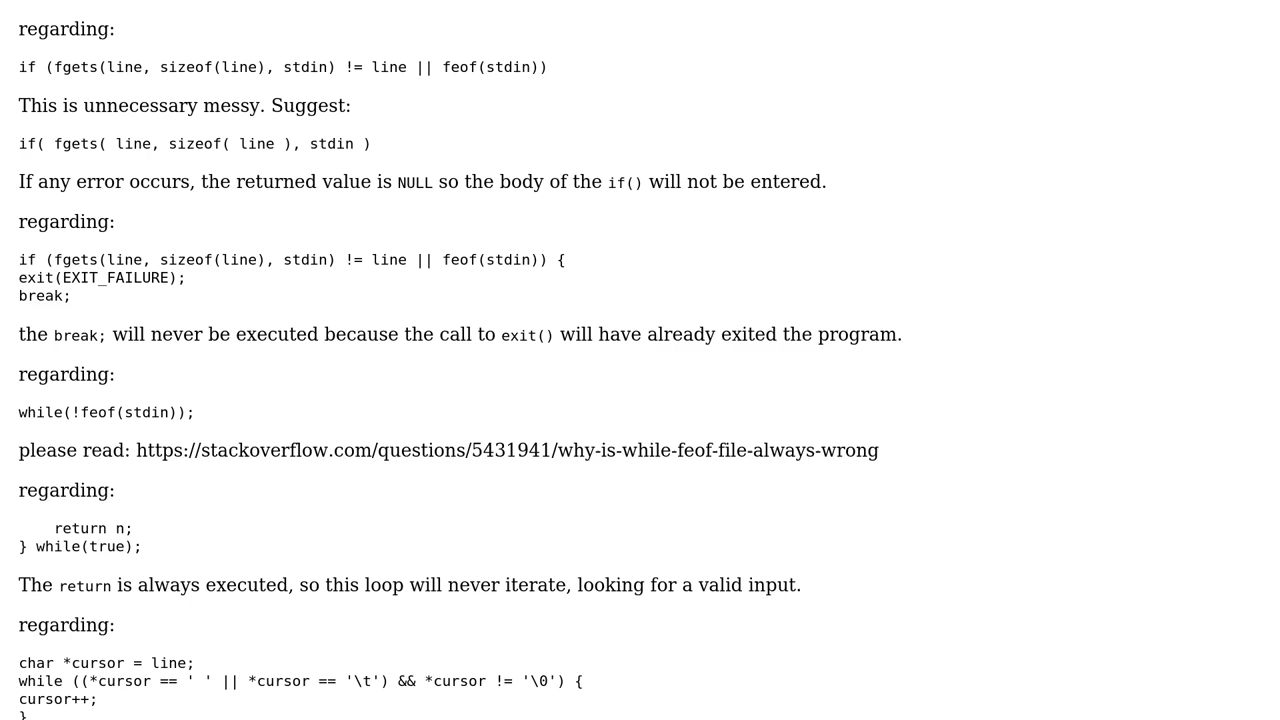 regarding:
if (fgets(line, sizeof(line), stdin) != line || feof(stdin))
This is unnecessary messy. Suggest:
if( fgets( line, sizeof( line ), stdin )
If any error occurs, the returned value is NULL so the body of the if() will not be entered.
regarding:
if (fgets(line, sizeof(line), stdin) != line || feof(stdin)) {
exit(EXIT_FAILURE);
break;
the break; will never be executed because the call to exit() will have already exited the program.
regarding:
while(!feof(stdin));
please read: https://stackoverflow.com/questions/5431941/why-is-while-feof-file-always-wrong
regarding:
    return n;
} while(true);
The return is always executed, so this loop will never iterate, looking for a valid input.
regarding:
char *cursor = line;
while ((*cursor == ' ' || *cursor == '\t') && *cursor != '\0') {
cursor++;
}